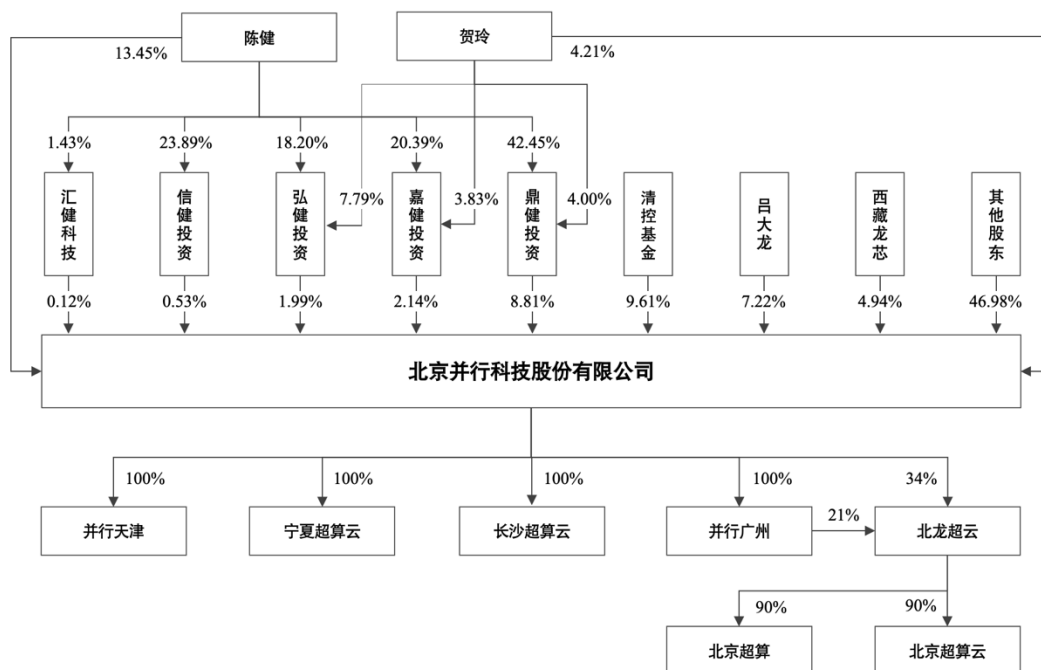 陈健
贺玲
13.45%
4.21%
1.43%
23.89%
18.20%
20.39%
42.45%
汇健科技
信健投资
弘健投资
7.79%
嘉健投资
3.83%
鼎健投资
4.00%
清控基金
吕大龙
西藏龙芯
其他股东
0.12%
0.53%
1.99%
2.14%
8.81%
9.61%
7.22%
4.94%
46.98%
北京并行科技股份有限公司
100%
100%
100%
100%
34%
并行天津
宁夏超算云
长沙超算云
并行广州
21%
北龙超云
90%
90%
北京超算
北京超算云